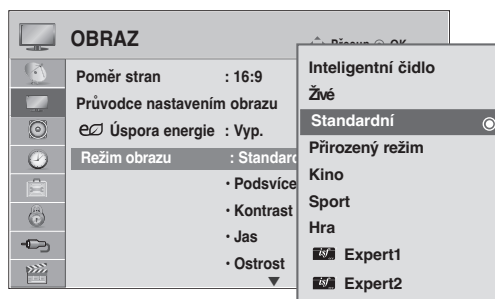 OBRAZ
Přesun OK
Poměr stran : 16:9
Průvodce nastavením obrazu
Úspora energie : Vyp.
Režim obrazu : Standard
• Podsvíce
• Kontrast
• Jas
• Ostrost
Inteligentní čidlo
Živé
Standardní
Přirozený režim
Kino
Sport
Hra
Expert1
Expert2